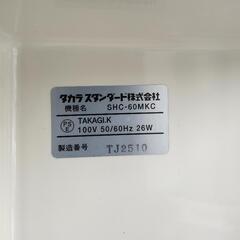 タカラスタンダード株式会社
機種名 SHC-60MKC
PSE TAKAGI.K
100V 50/60Hz 26W
製造番号 TJ2510